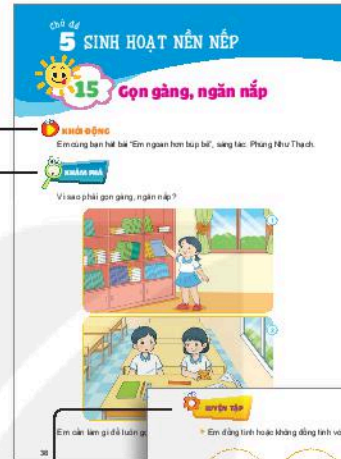 Chủ đề
5 SINH HOẠT NỀN NẾP
15 Gọn gàng, ngăn nắp
KHỞI ĐỘNG
Em cùng bạn hát bài "Em ngoan hơn búp bê", sáng tác: Phùng Như Thạch.
KHÁM PHÁ
Vì sao phải gọn gàng, ngăn nắp?
1
2
Em cần làm gì để luôn
LUYỆN TẬP
Em đồng tình hoặc không đồng tình
38